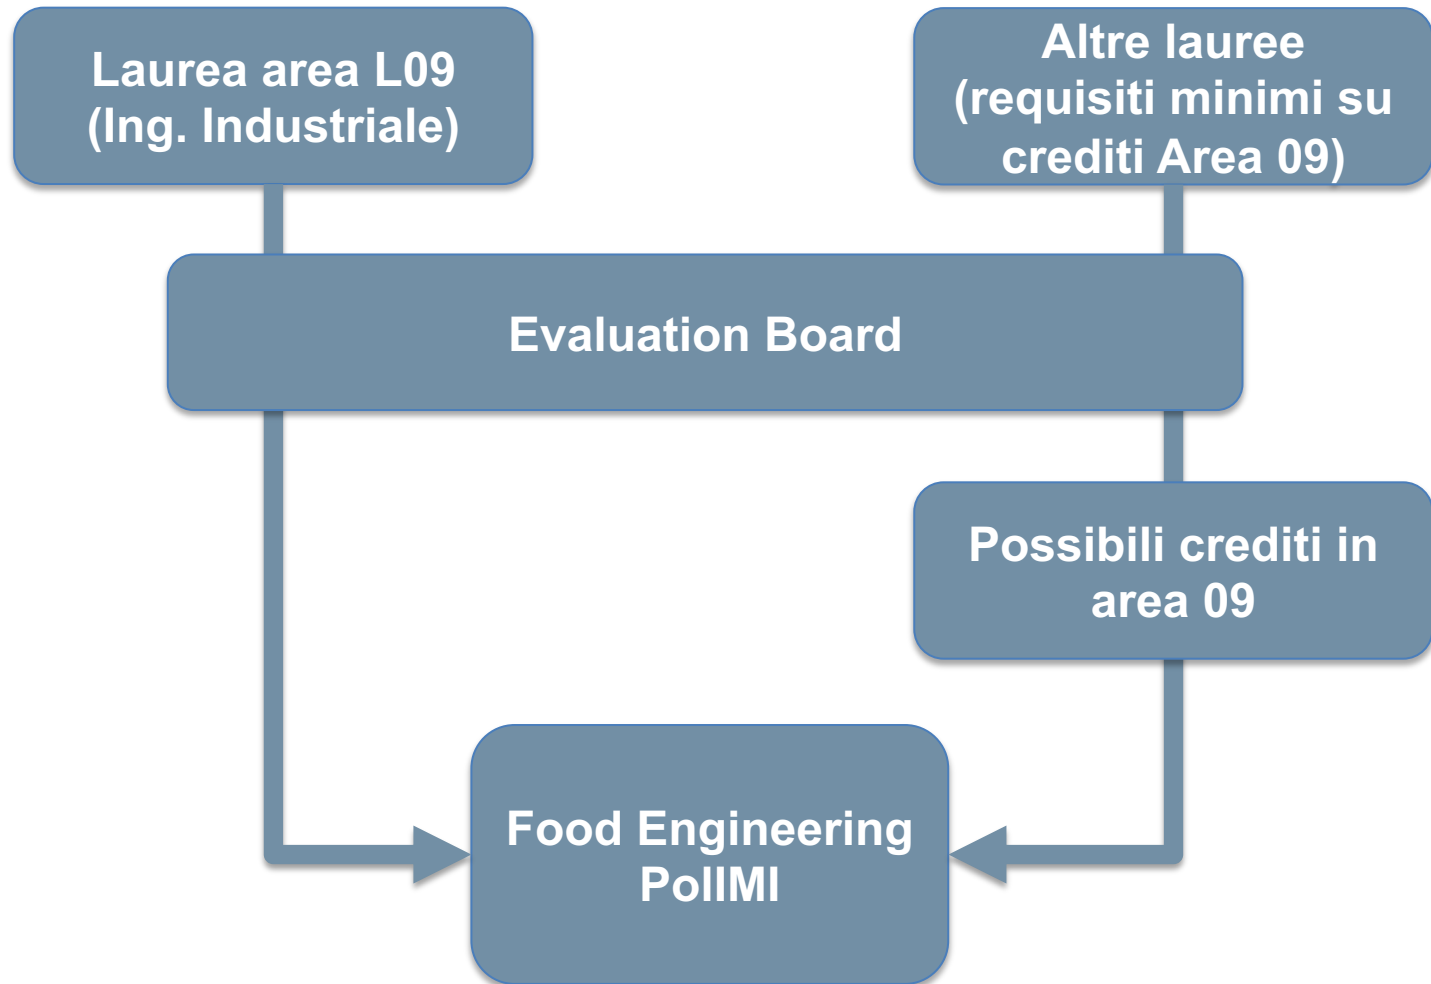 Laurea area L09
(Ing. Industriale)
Altre lauree
(requisiti minimi su
crediti Area 09)
Evaluation Board
Possibili crediti in
area 09
Food Engineering
PolIMI